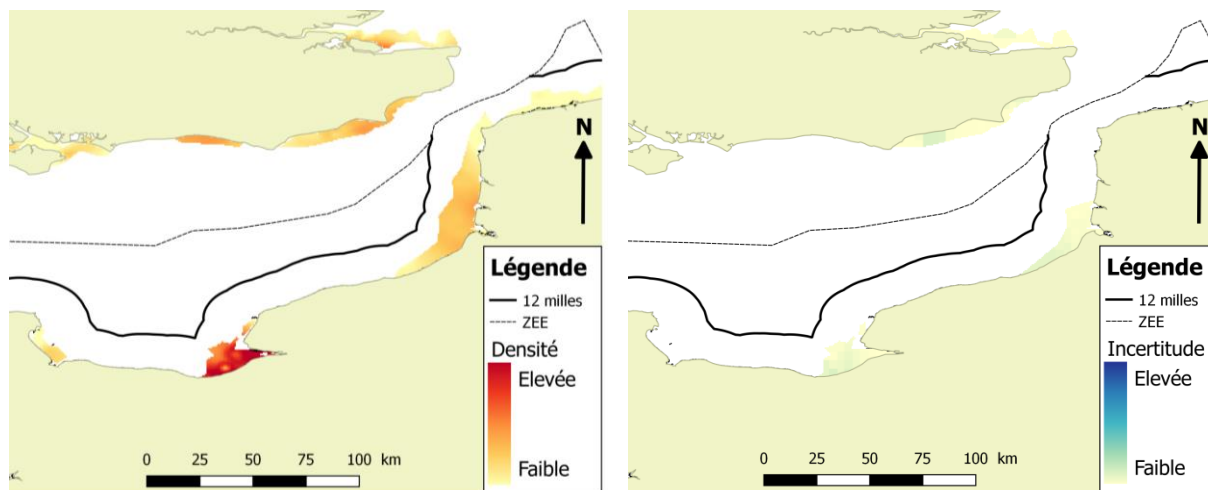 N
Légende
12 milles
ZEE
Densité
Elevée
Faible
0 25 50 75 100 km
N
Légende
12 milles
ZEE
Incertitude
Elevée
Faible
0 25 50 75 100 km